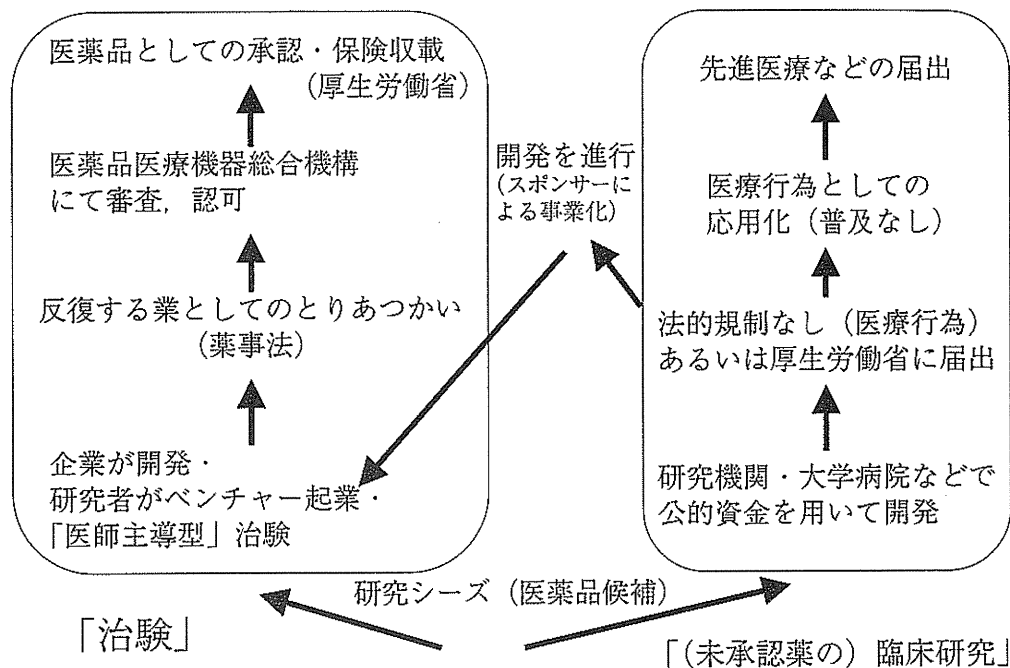 医薬品としての承認・保険収載
(厚生労働省)
医薬品医療機器総合機構
にて審査，認可
反復する業としてのとりあつかい
(薬事法)
企業が開発・
研究者がベンチャー起業・
「医師主導型」治験
「治験」
開発を進行
(スポンサーに
よる事業化)
先進医療などの届出
医療行為としての
応用化（普及なし）
法的規制なし（医療行為）
あるいは厚生労働省に届出
研究機関・大学病院などで
公的資金を用いて開発
研究シーズ（医薬品候補）
「(未承認薬の）臨床研究」